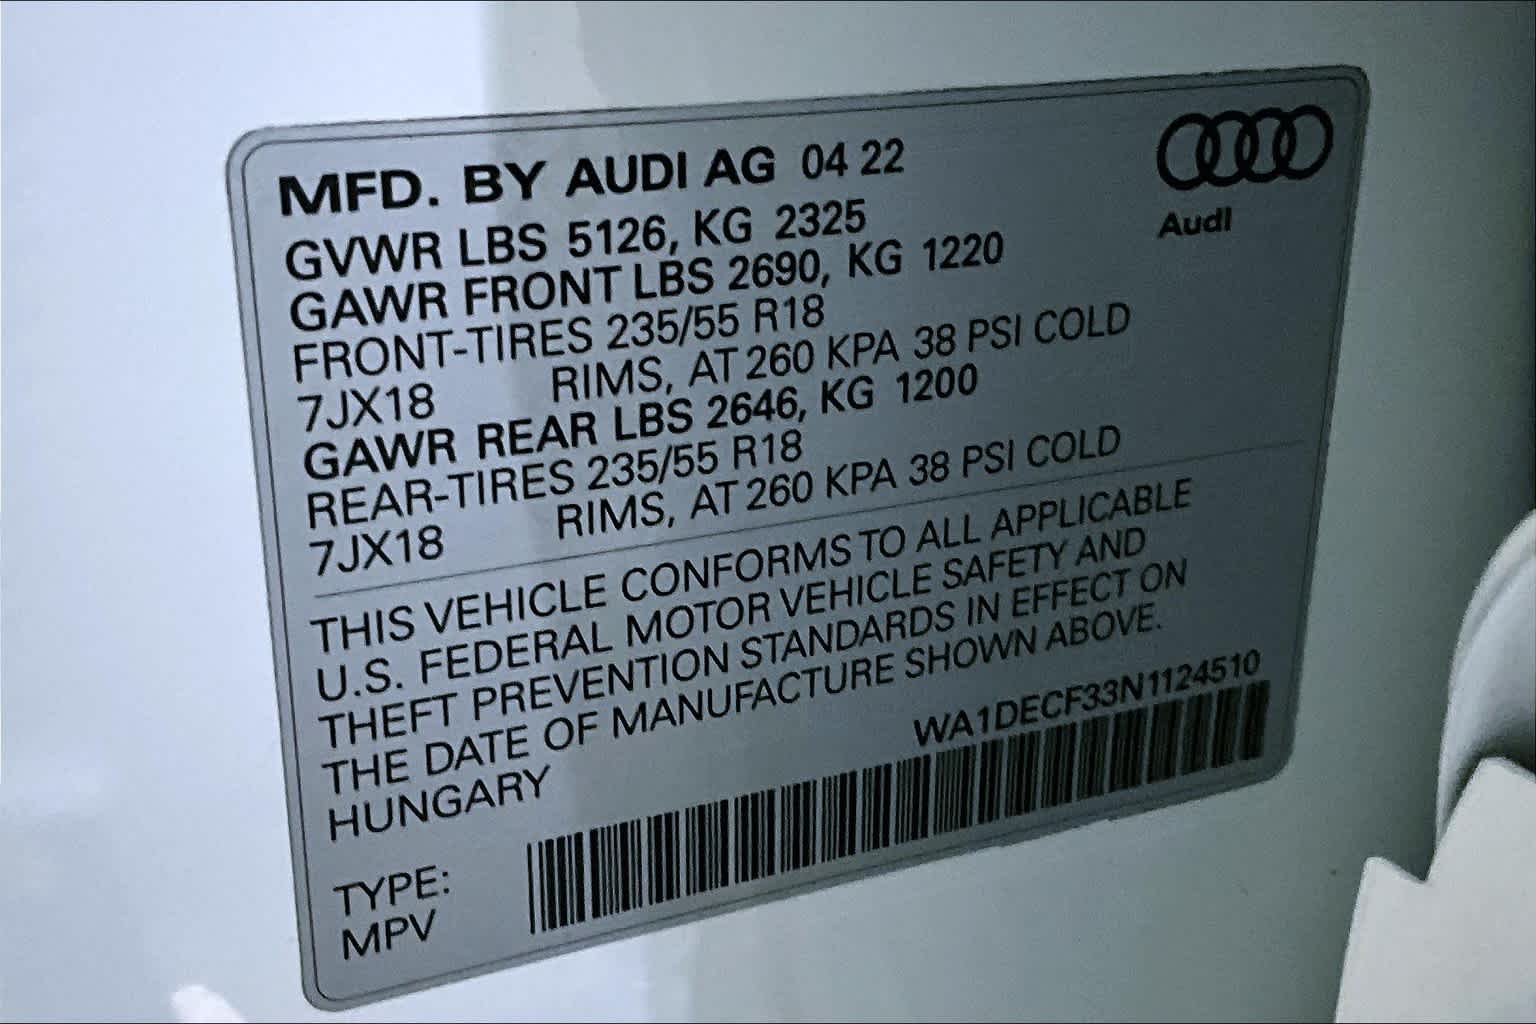 MFD. BY AUDI AG 04 22
Audi
GVWR LBS 5126, KG 2325
GAWR FRONT LBS 2690, KG 1220
FRONT-TIRES 235/55 R18
7JX18 RIMS, AT 260 KPA 38 PSI COLD
GAWR REAR LBS 2646, KG 1200
REAR-TIRES 235/55 R18
7JX18 RIMS, AT 260 KPA 38 PSI COLD
THIS VEHICLE CONFORMS TO ALL APPLICABLE
U.S. FEDERAL MOTOR VEHICLE SAFETY AND
THEFT PREVENTION STANDARDS IN EFFECT ON
THE DATE OF MANUFACTURE SHOWN ABOVE.
HUNGARY
WA1DECF33N1124510
TYPE:
MPV